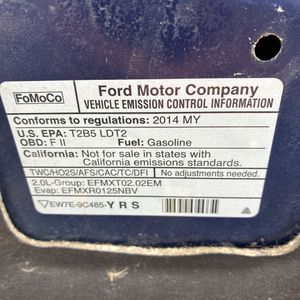 FoMoCo
Ford Motor Company
VEHICLE EMISSION CONTROL INFORMATION
Conforms to regulations: 2014 MY
U.S. EPA: T2B5 LDT2
OBD: F II Fuel: Gasoline
California: Not for sale in states with
California emissions standards.
TWC/HO2S/AFS/CAC/TC/DFI No adjustments needed.
2.0L-Group: EFMXT02.02EM
Evap: EFMXR0125NBV
EW7E-9C485-Y R S